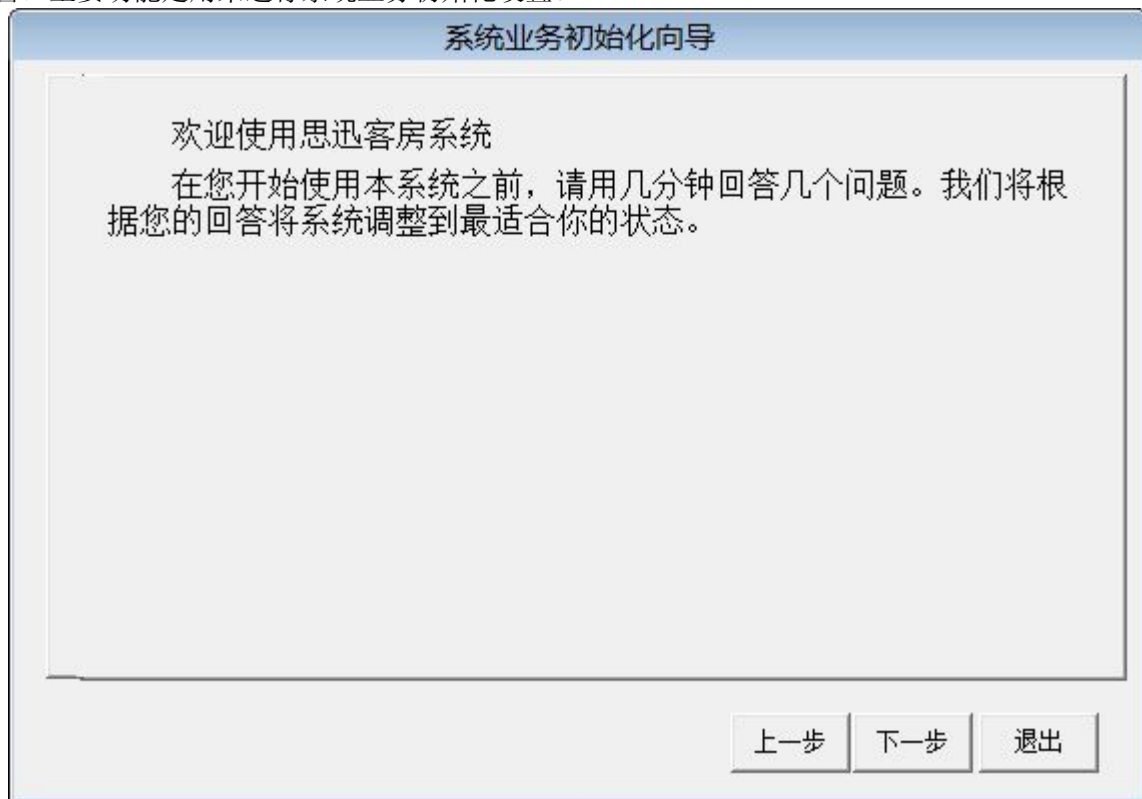 系统业务初始化向导
欢迎使用思迅客房系统
在您开始使用本系统之前，请用几分钟回答几个问题。我们将根
据您的回答将系统调整到最适合你的状态。
上一步 下一步 退出